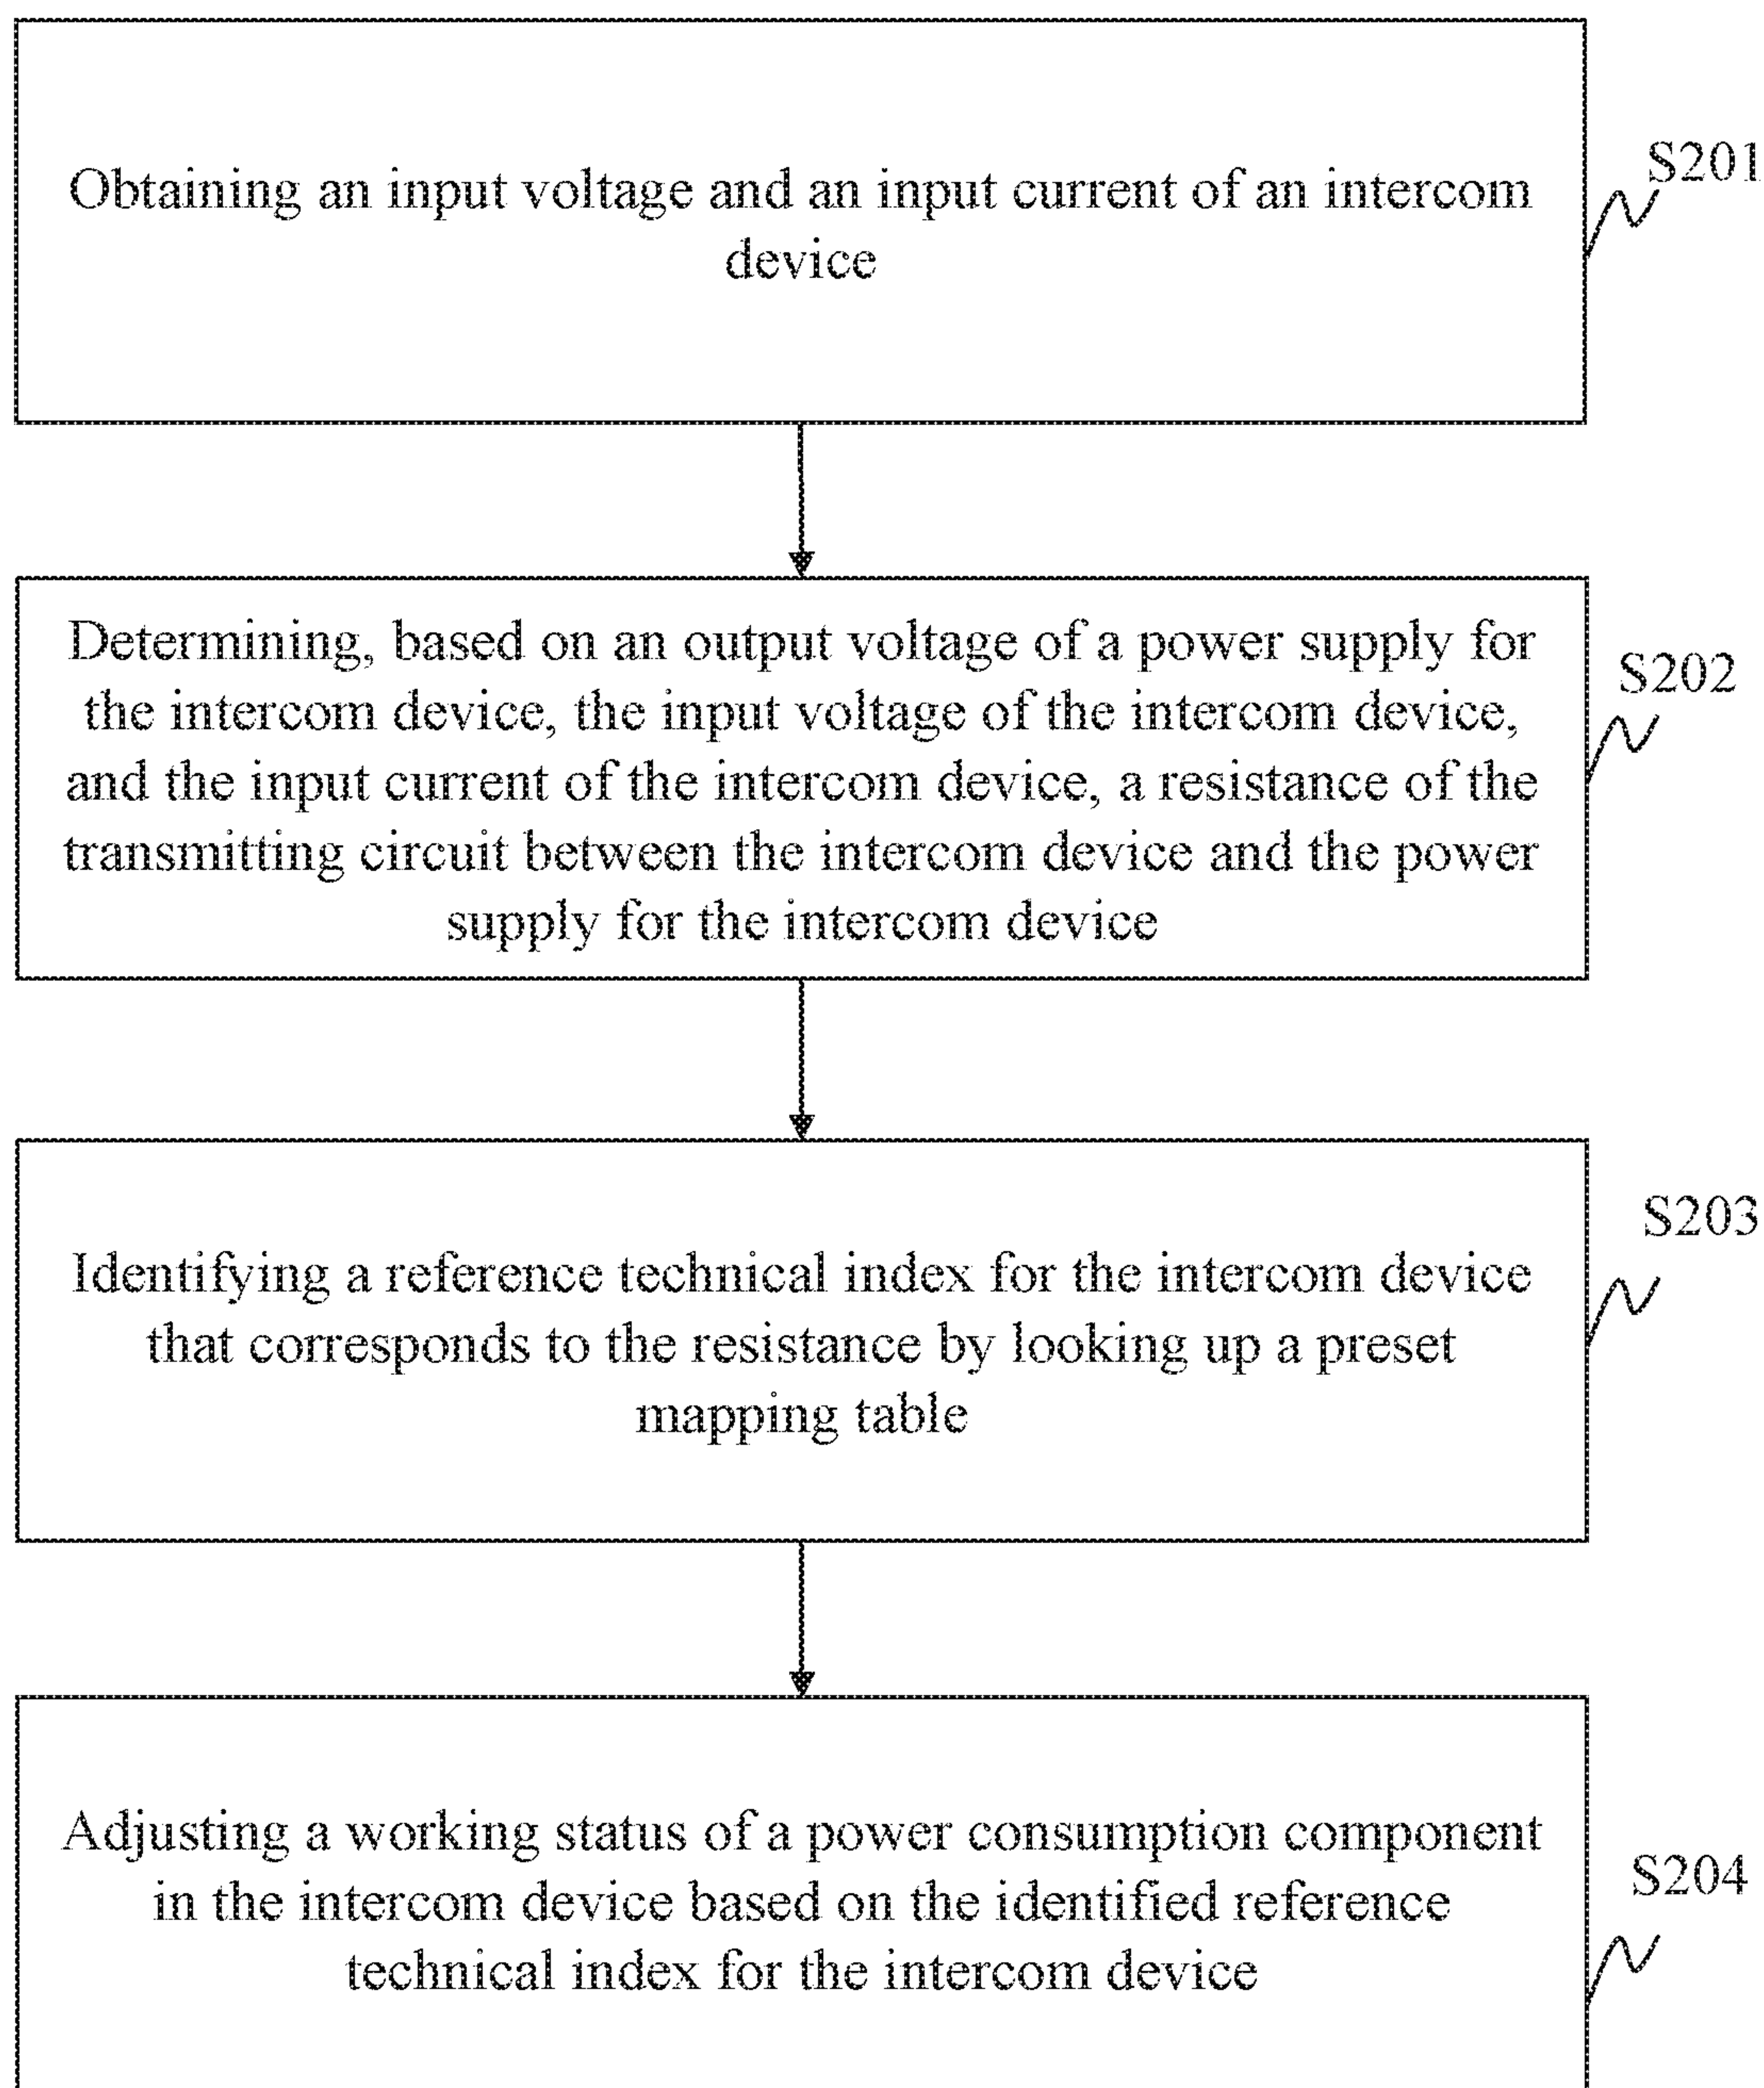 Obtaining an input voltage and an input current of an intercom
device
S201
Determining, based on an output voltage of a power supply for
the intercom device, the input voltage of the intercom device,
and the input current of the intercom device, a resistance of the
transmitting circuit between the intercom device and the power
supply for the intercom device
S202
Identifying a reference technical index for the intercom device
that corresponds to the resistance by looking up a preset
mapping table
S203
Adjusting a working status of a power consumption component
in the intercom device based on the identified reference
technical index for the intercom device
S204